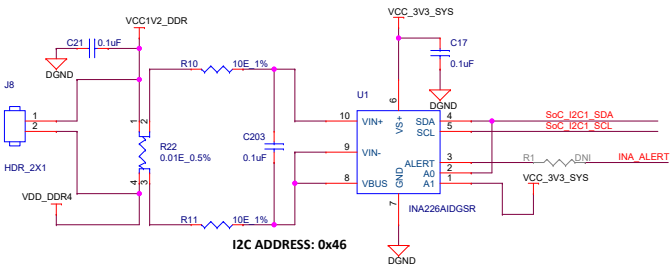 VCC1V2_DDR
VCC_3V3_SYS
C21
0.1uF
DGND
C17
0.1uF
DGND
J8
1
2
HDR_2X1
R10
10E_1%
1
2
R22
0.01E_0.5%
4
3
C203
0.1uF
U1
6
10
VIN+
VS+
SDA
4
SoC_I2C1_SDA
SCL
5
SoC_I2C1_SCL
9
VIN-
ALERT
3
R1
DNI
INA_ALERT
8
VBUS
GND
A0
2
A1
1
VCC_3V3_SYS
7
INA226AIDGSR
VDD_DDR4
R11
10E_1%
I2C ADDRESS: 0x46
DGND